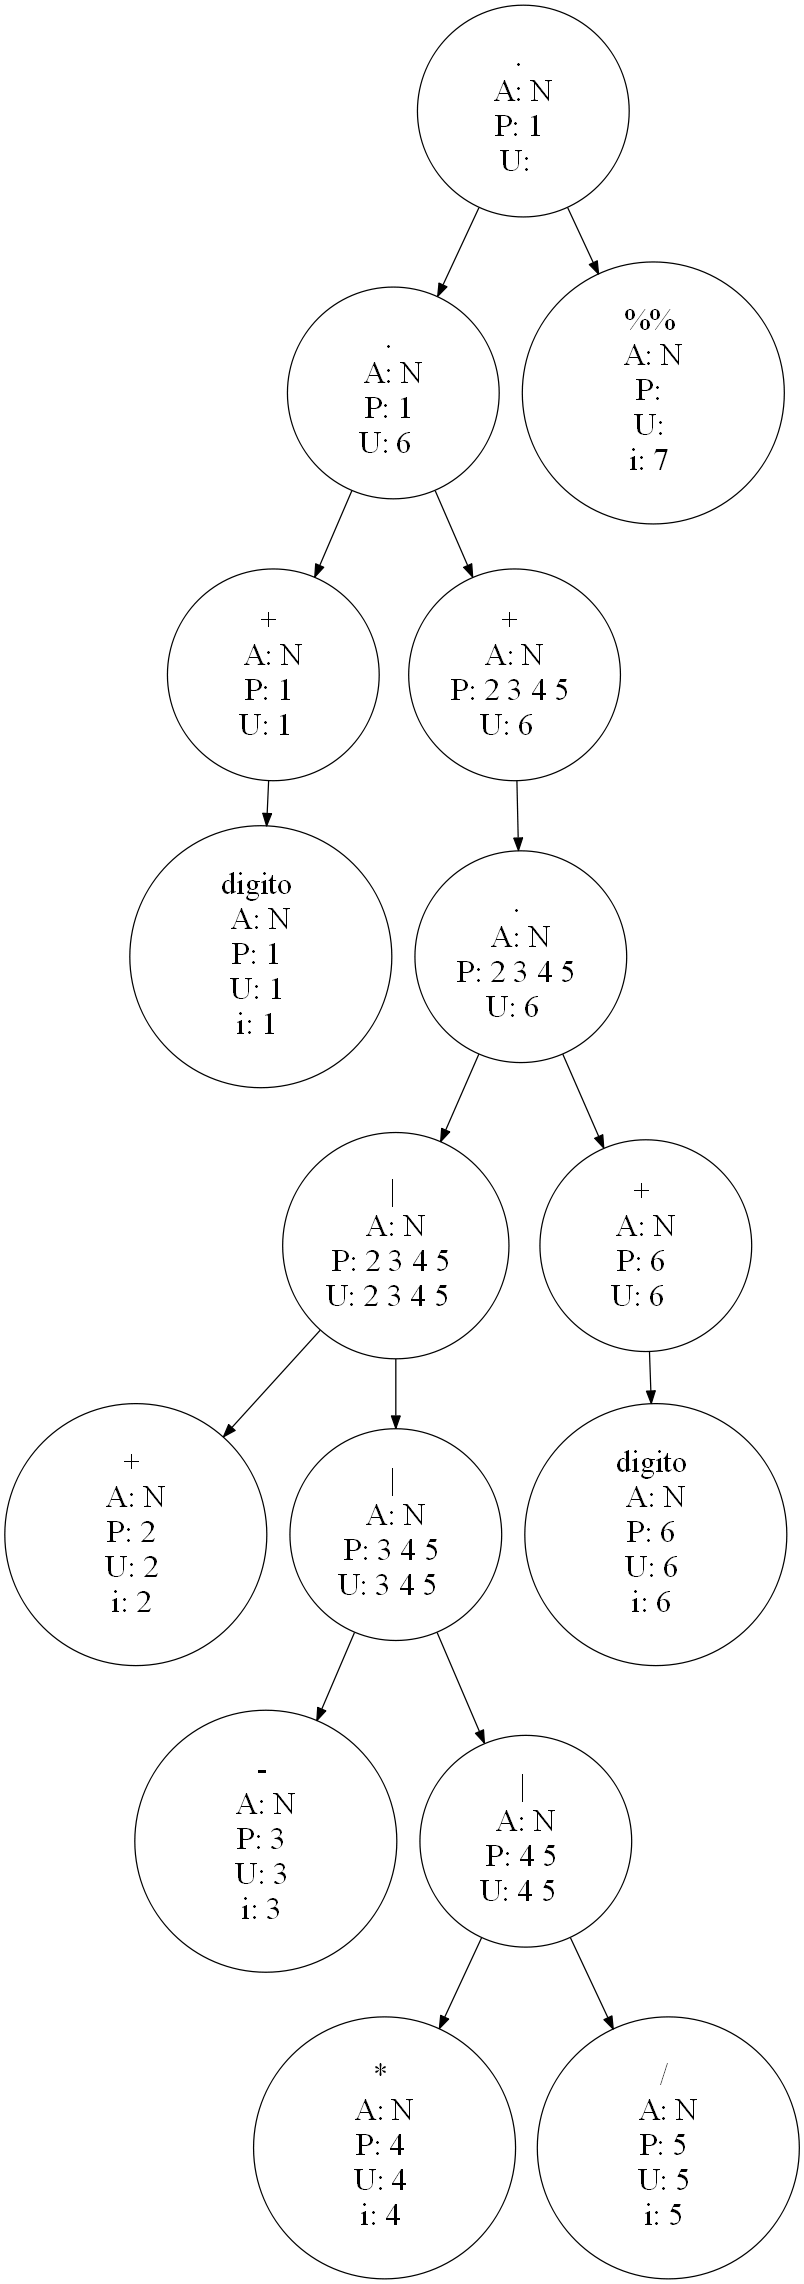 .
A: N
P: 1
U:
%%
A: N
P:
U:
i: 7
.
A: N
P: 1
U: 6
+
A: N
P: 1
U: 1
+
A: N
P: 2 3 4 5
U: 6
digito
A: N
P: 1
U: 1
i: 1
.
A: N
P: 2 3 4 5
U: 6
|
A: N
P: 2 3 4 5
U: 2 3 4 5
+
A: N
P: 6
U: 6
+
A: N
P: 2
U: 2
i: 2
|
A: N
P: 3 4 5
U: 3 4 5
digito
A: N
P: 6
U: 6
i: 6
-
A: N
P: 3
U: 3
i: 3
|
A: N
P: 4 5
U: 4 5
*
A: N
P: 4
U: 4
i: 4
/
A: N
P: 5
U: 5
i: 5